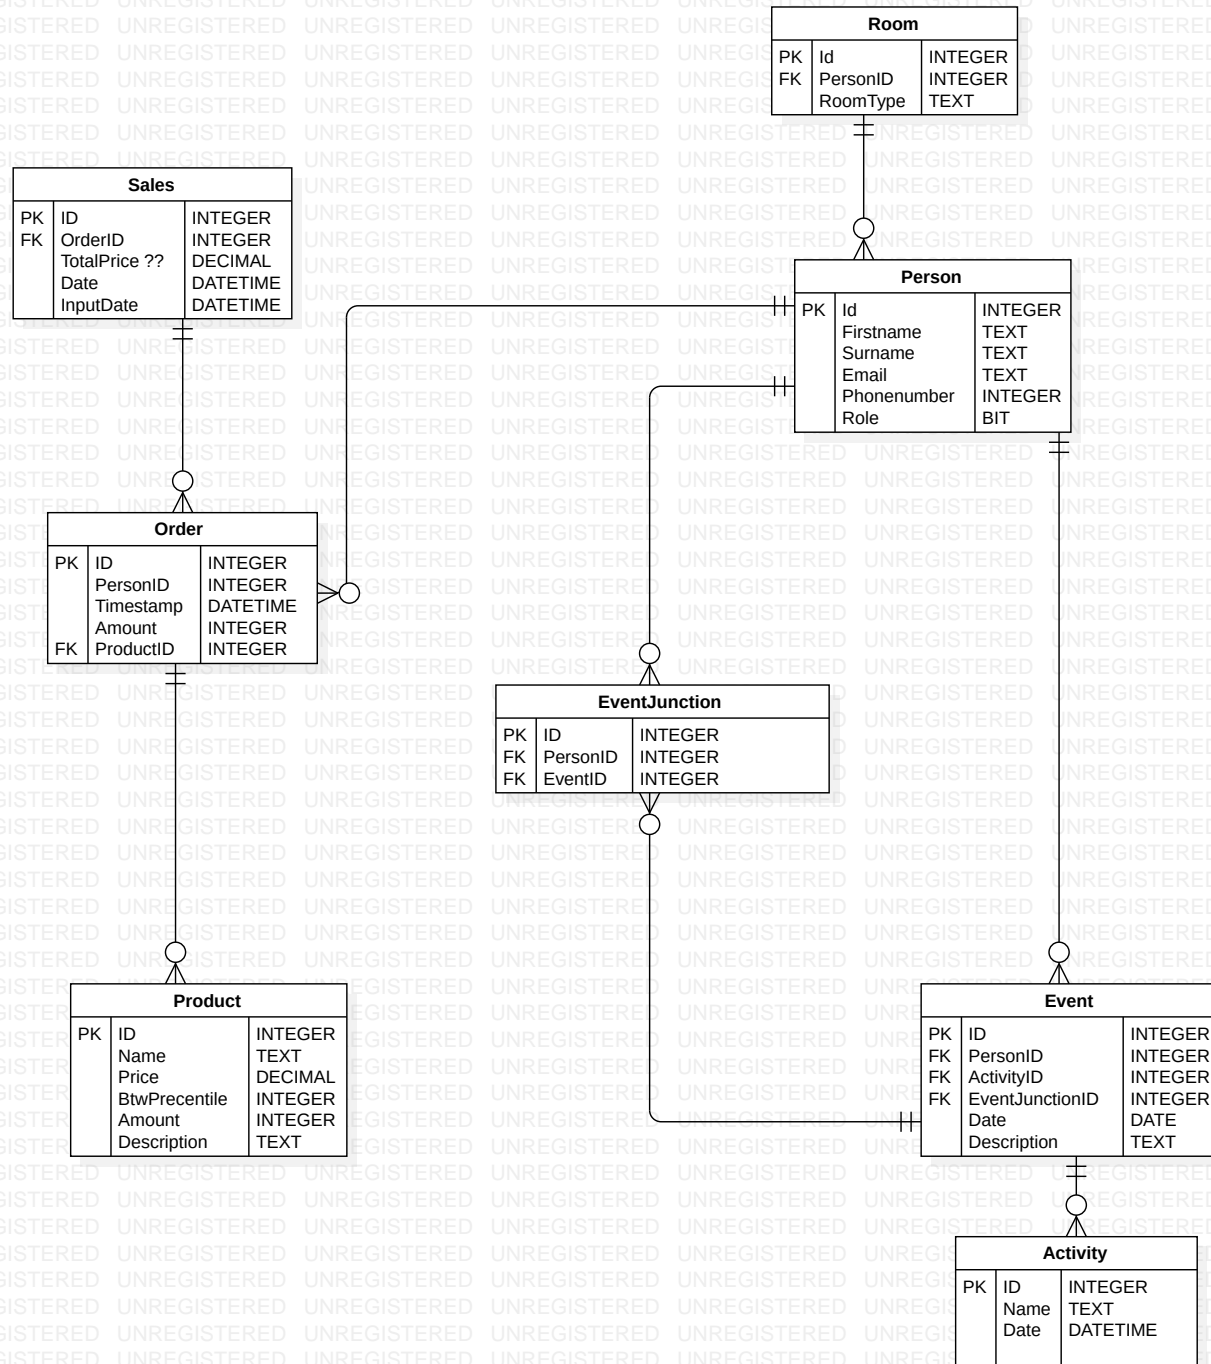 Room
PK Id INTEGER
FK PersonID INTEGER
RoomType TEXT
Sales
PK ID INTEGER
FK OrderID INTEGER
TotalPrice ?? DECIMAL
Date DATETIME
InputDate DATETIME
Person
PK Id INTEGER
Firstname TEXT
Surname TEXT
Email TEXT
Phonenumber INTEGER
Role BIT
Order
PK ID INTEGER
PersonID INTEGER
Timestamp DATETIME
Amount INTEGER
FK ProductID INTEGER
EventJunction
PK ID INTEGER
FK PersonID INTEGER
FK EventID INTEGER
Product
PK ID INTEGER
Name TEXT
Price DECIMAL
BtwPrecentile INTEGER
Amount INTEGER
Description TEXT
Event
PK ID INTEGER
FK PersonID INTEGER
FK ActivityID INTEGER
FK EventJunctionID INTEGER
Date DATE
Description TEXT
Activity
PK ID INTEGER
Name TEXT
Date DATETIME
UNREGISTERED